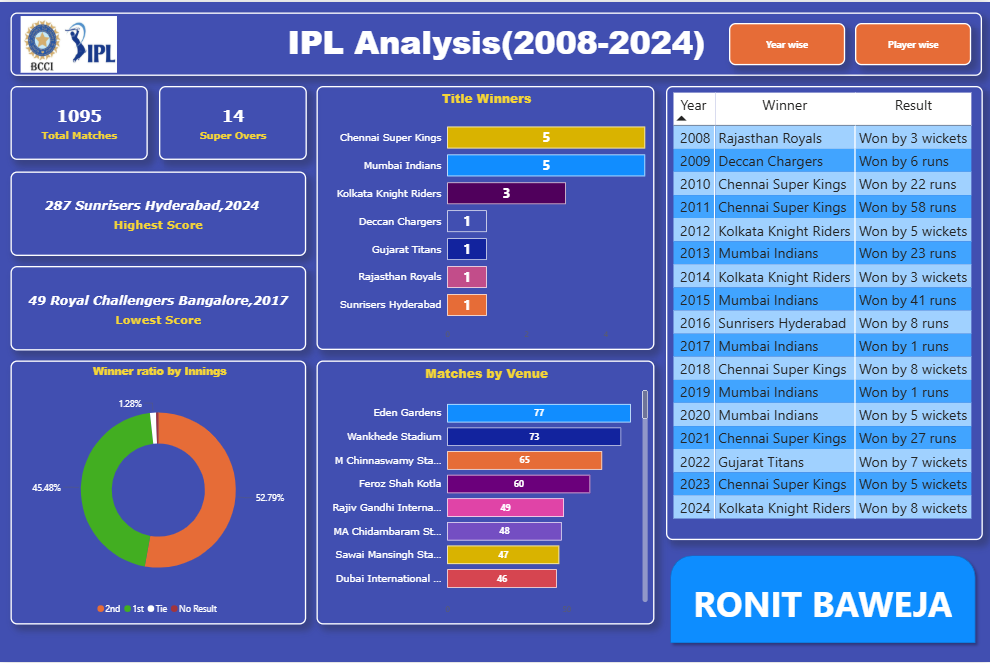 BCCI
IPL
IPL Analysis(2008-2024)
Year wise
Player wise
1095
Total Matches
14
Super Overs
287 Sunrisers Hyderabad,2024
Highest Score
49 Royal Challengers Bangalore,2017
Lowest Score
Title Winners
Chennai Super Kings 5
Mumbai Indians 5
Kolkata Knight Riders 3
Deccan Chargers 1
Gujarat Titans 1
Rajasthan Royals 1
Sunrisers Hyderabad 1
Year Winner Result
2008 Rajasthan Royals Won by 3 wickets
2009 Deccan Chargers Won by 6 runs
2010 Chennai Super Kings Won by 22 runs
2011 Chennai Super Kings Won by 58 runs
2012 Kolkata Knight Riders Won by 5 wickets
2013 Mumbai Indians Won by 23 runs
2014 Kolkata Knight Riders Won by 3 wickets
2015 Mumbai Indians Won by 41 runs
2016 Sunrisers Hyderabad Won by 8 runs
2017 Mumbai Indians Won by 1 runs
2018 Chennai Super Kings Won by 8 wickets
2019 Mumbai Indians Won by 1 runs
2020 Mumbai Indians Won by 5 wickets
2021 Chennai Super Kings Won by 27 runs
2022 Gujarat Titans Won by 7 wickets
2023 Chennai Super Kings Won by 5 wickets
2024 Kolkata Knight Riders Won by 8 wickets
Winner ratio by Innings
1.28%
45.48%
52.79%
2nd 1st Tie No Result
Matches by Venue
Eden Gardens 77
Wankhede Stadium 73
M Chinnaswamy Sta... 65
Feroz Shah Kotla 60
Rajiv Gandhi Interna... 49
MA Chidambaram St... 48
Sawai Mansingh Sta... 47
Dubai International ... 46
RONIT BAWEJA